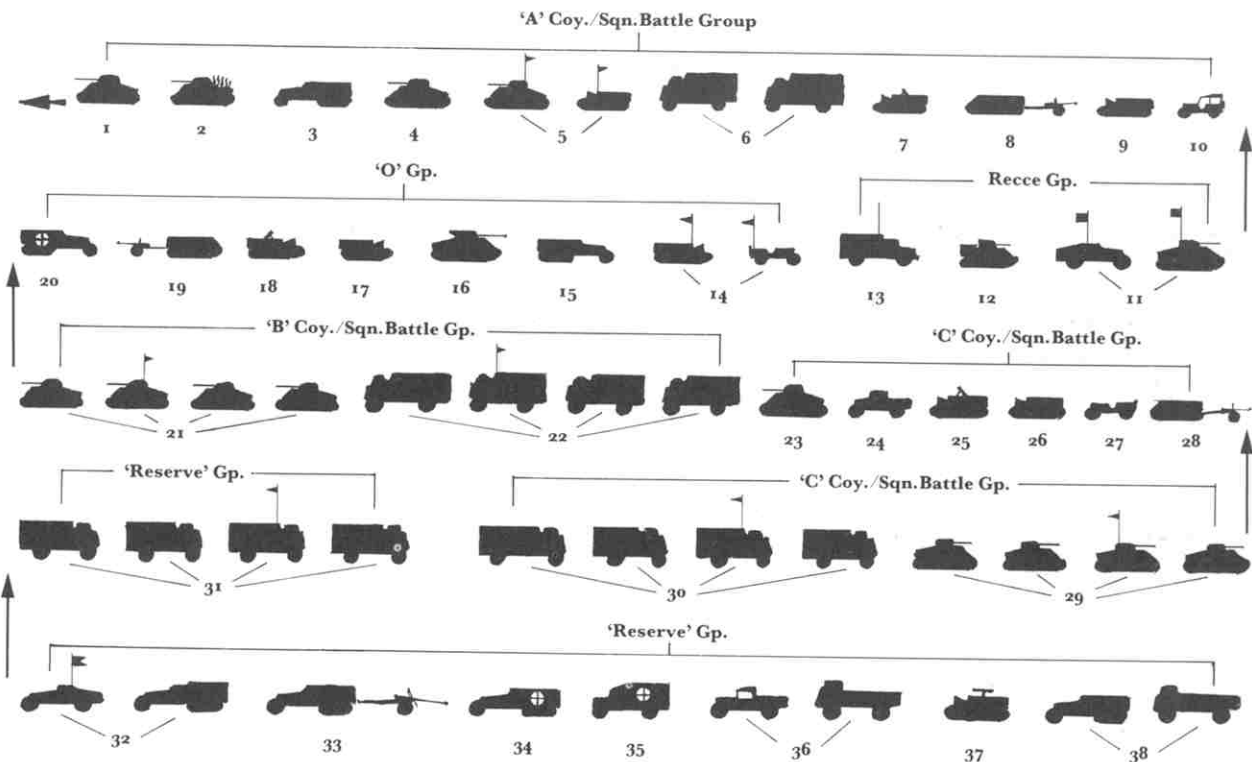 'A' Coy./Sqn.Battle Group
1 2 3 4 5 6 7 8 9 10
'O' Gp. Recce Gp.
20 19 18 17 16 15 14 13 12 11
'B' Coy./Sqn.Battle Gp. 'C' Coy./Sqn.Battle Gp.
21 22 23 24 25 26 27 28
'Reserve' Gp. 'C' Coy./Sqn.Battle Gp.
31 30 29
'Reserve' Gp.
32 33 34 35 36 37 38